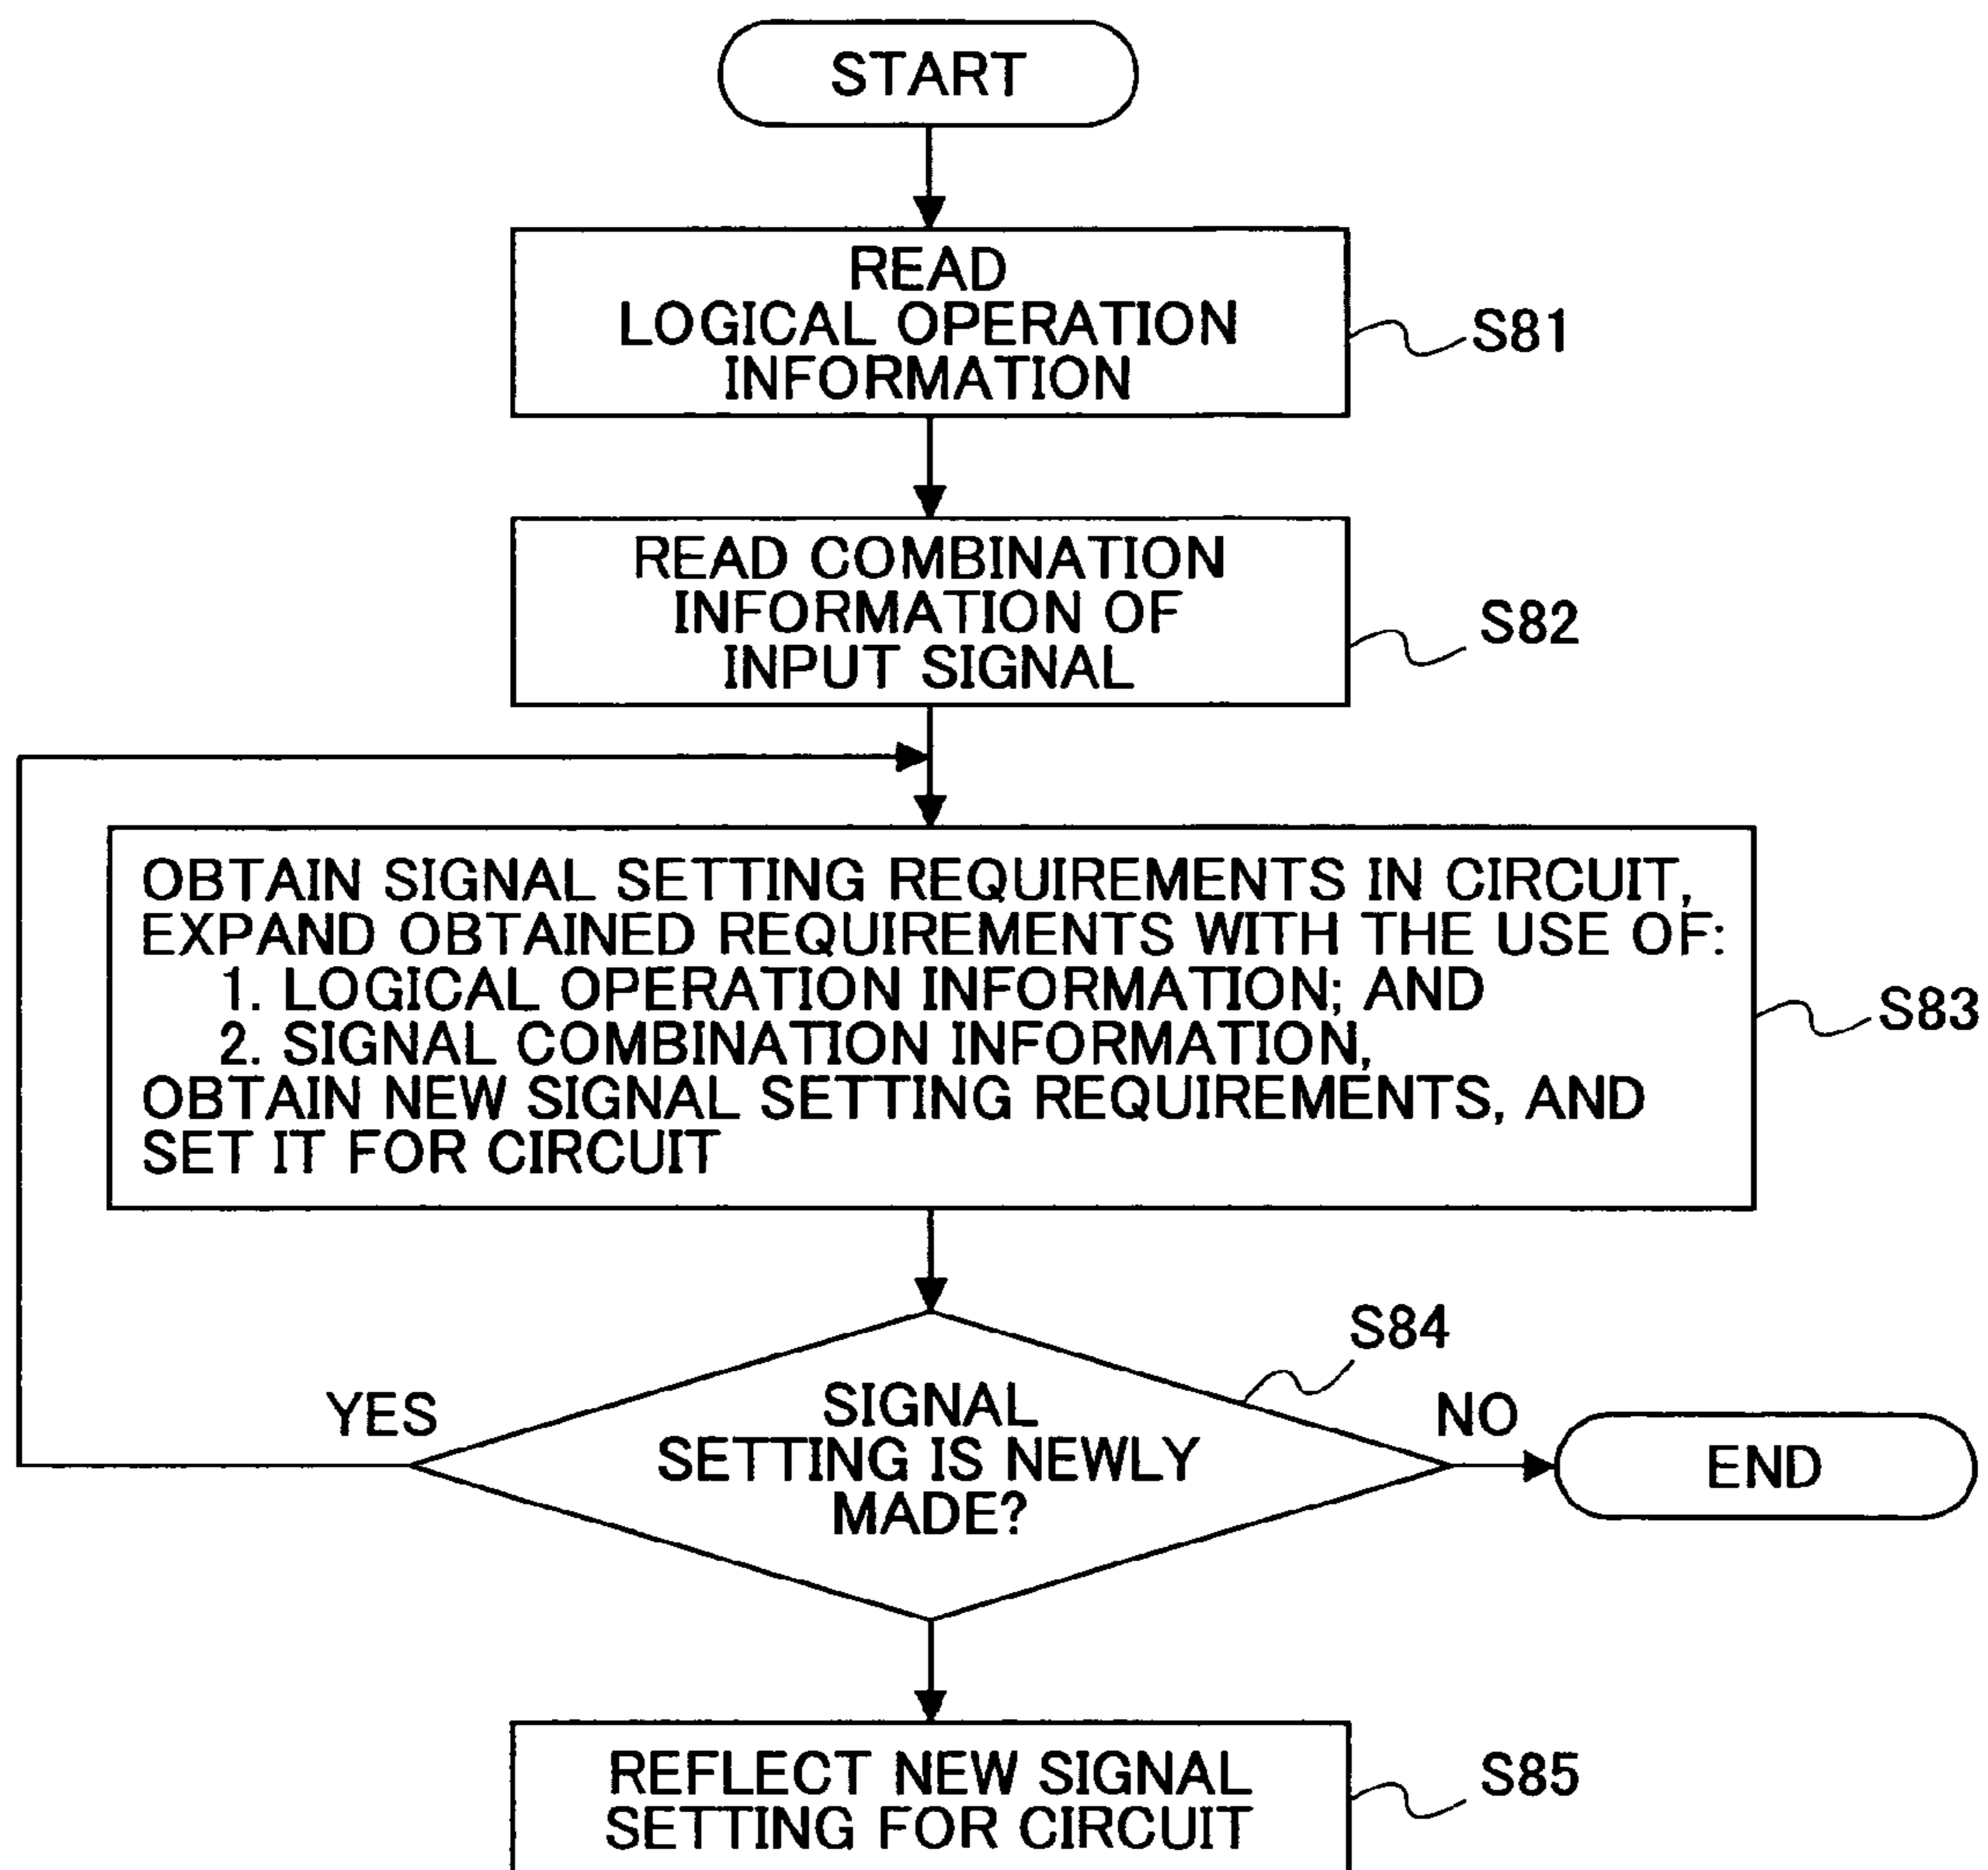 START
READ
LOGICAL OPERATION
INFORMATION
S81
READ COMBINATION
INFORMATION OF
INPUT SIGNAL
S82
OBTAIN SIGNAL SETTING REQUIREMENTS IN CIRCUIT,
EXPAND OBTAINED REQUIREMENTS WITH THE USE OF:
1. LOGICAL OPERATION INFORMATION; AND
2. SIGNAL COMBINATION INFORMATION,
OBTAIN NEW SIGNAL SETTING REQUIREMENTS, AND
SET IT FOR CIRCUIT
S83
S84
YES
SIGNAL
SETTING IS NEWLY
MADE?
NO
END
REFLECT NEW SIGNAL
SETTING FOR CIRCUIT
S85